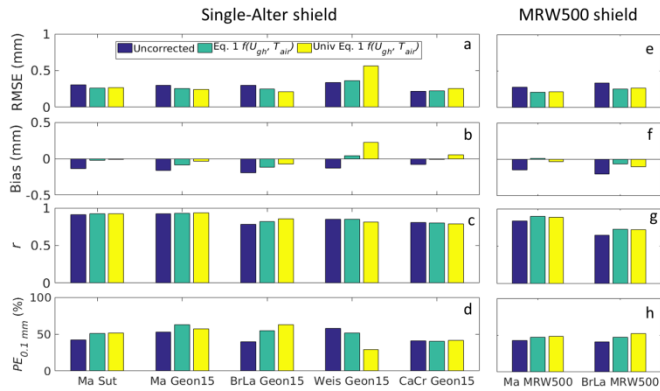 Single-Alter shield
MRW500 shield
Uncorrected
Eq. 1 f(U_gh, T_air)
Univ Eq. 1 f(U_gh, T_air)
RMSE (mm)
1
0.5
0
a
e
Bias (mm)
0.5
0
-0.5
b
f
r
1
0.5
0
c
g
PE_0.1 mm (%)
100
50
0
d
h
Ma Sut
Ma Geon15
BrLa Geon15
Weis Geon15
CaCr Geon15
Ma MRW500
BrLa MRW500